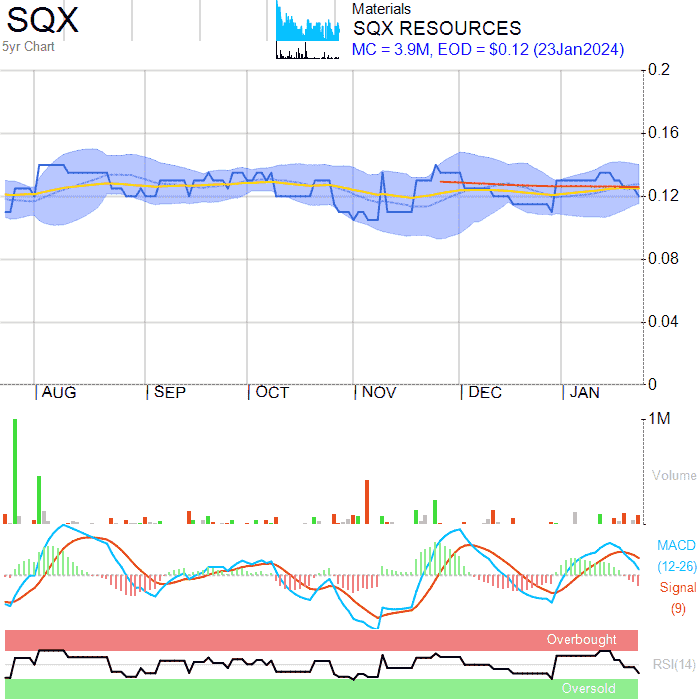 SQX
5yr Chart
Materials
SQX RESOURCES
MC = 3.9M, EOD = $0.12 (23Jan2024)
0.2
0.16
0.12
0.08
0.04
0
AUG SEP OCT NOV DEC JAN
1M
Volume
MACD
(12-26)
Signal
(9)
Overbought
RSI(14)
Oversold